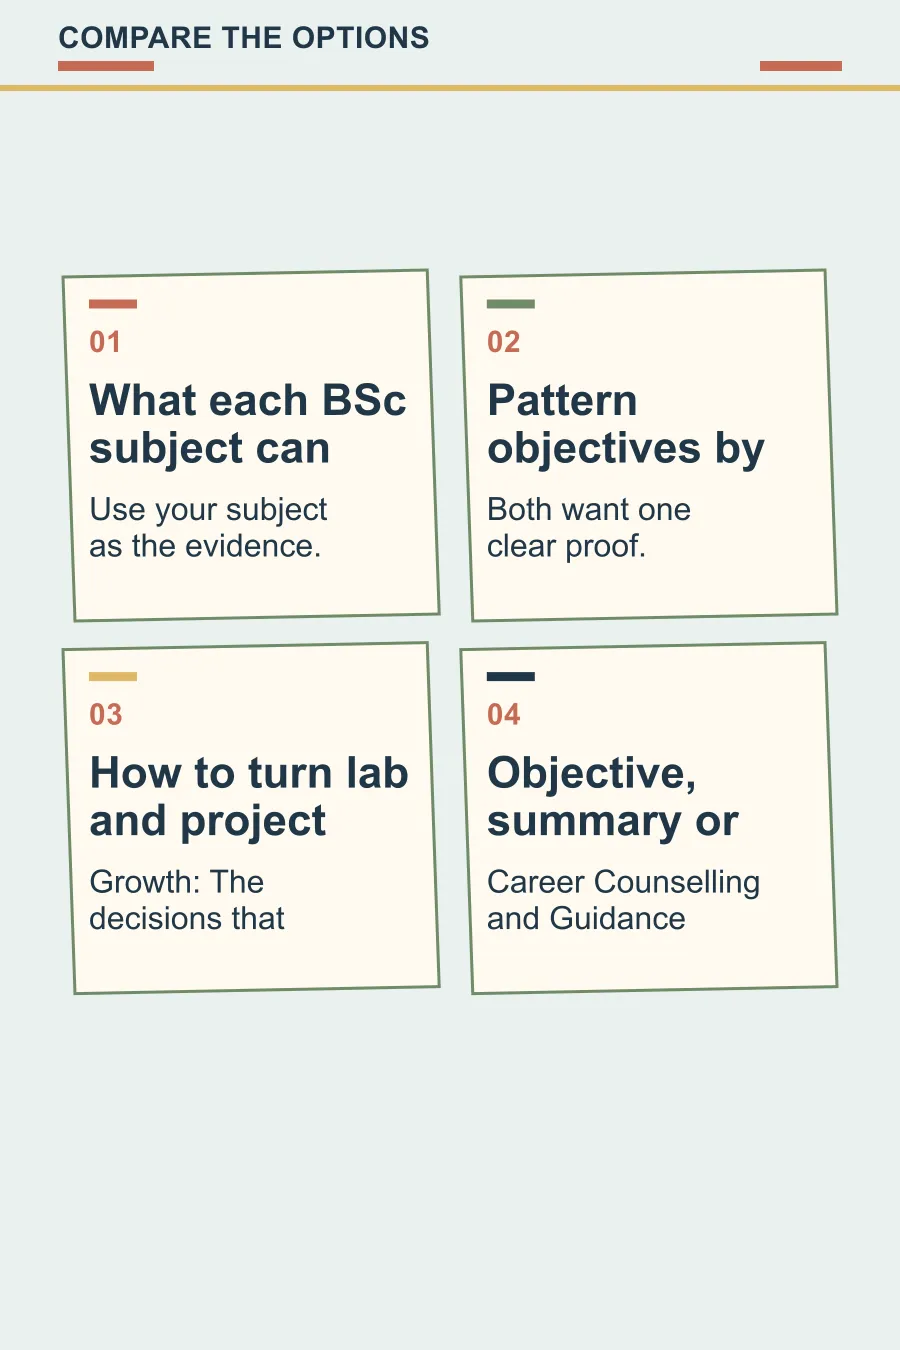 COMPARE THE OPTIONS
01
What each BSc
subject can
Use your subject
as the evidence.
02
Pattern
objectives by
Both want one
clear proof.
03
How to turn lab
and project
Growth: The
decisions that
04
Objective,
summary or
Career Counselling
and Guidance